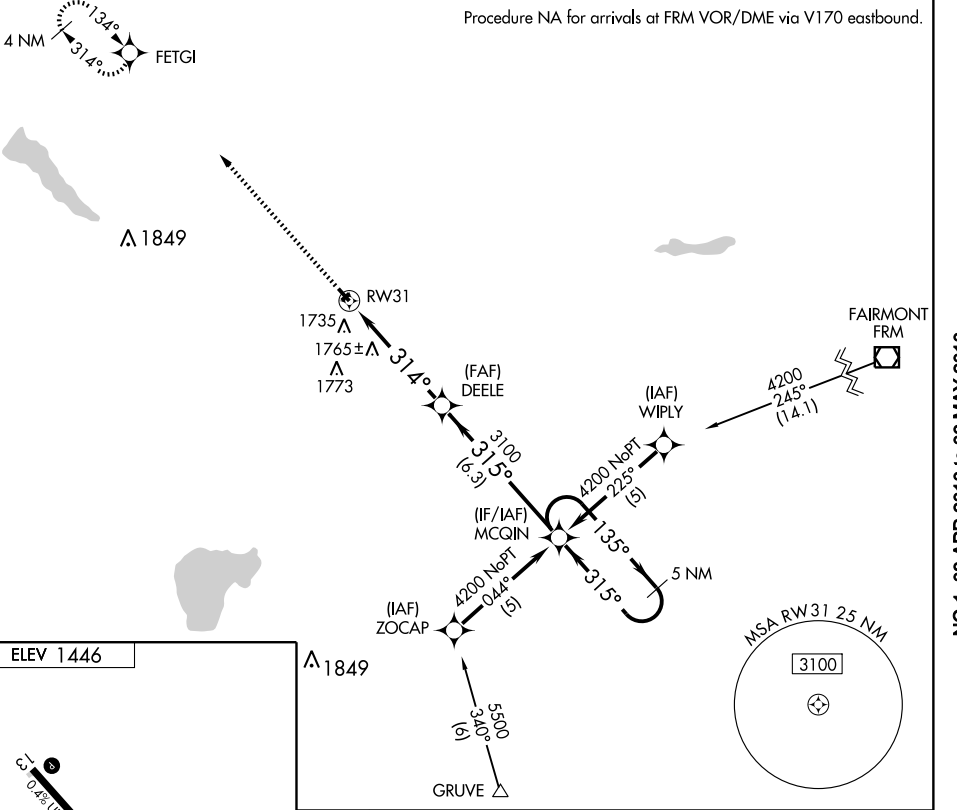 Procedure NA for arrivals at FRM VOR/DME via V170 eastbound.
134°
4 NM
314°
FETGI
1849
RW31
1735
1765±
1773
314°
FAIRMONT
FRM
4200
245°
(14.1)
(FAF)
DEELE
(IAF)
WIPLY
3100
315°
(6.3)
4200 NoPT
225°
(5)
(IF/IAF)
MCQIN
135°
315°
5 NM
4200 NoPT
044°
(5)
(IAF)
ZOCAP
MSA RW31 25 NM
3100
ELEV 1446
1849
5500
340°
(6)
GRUVE
13
P